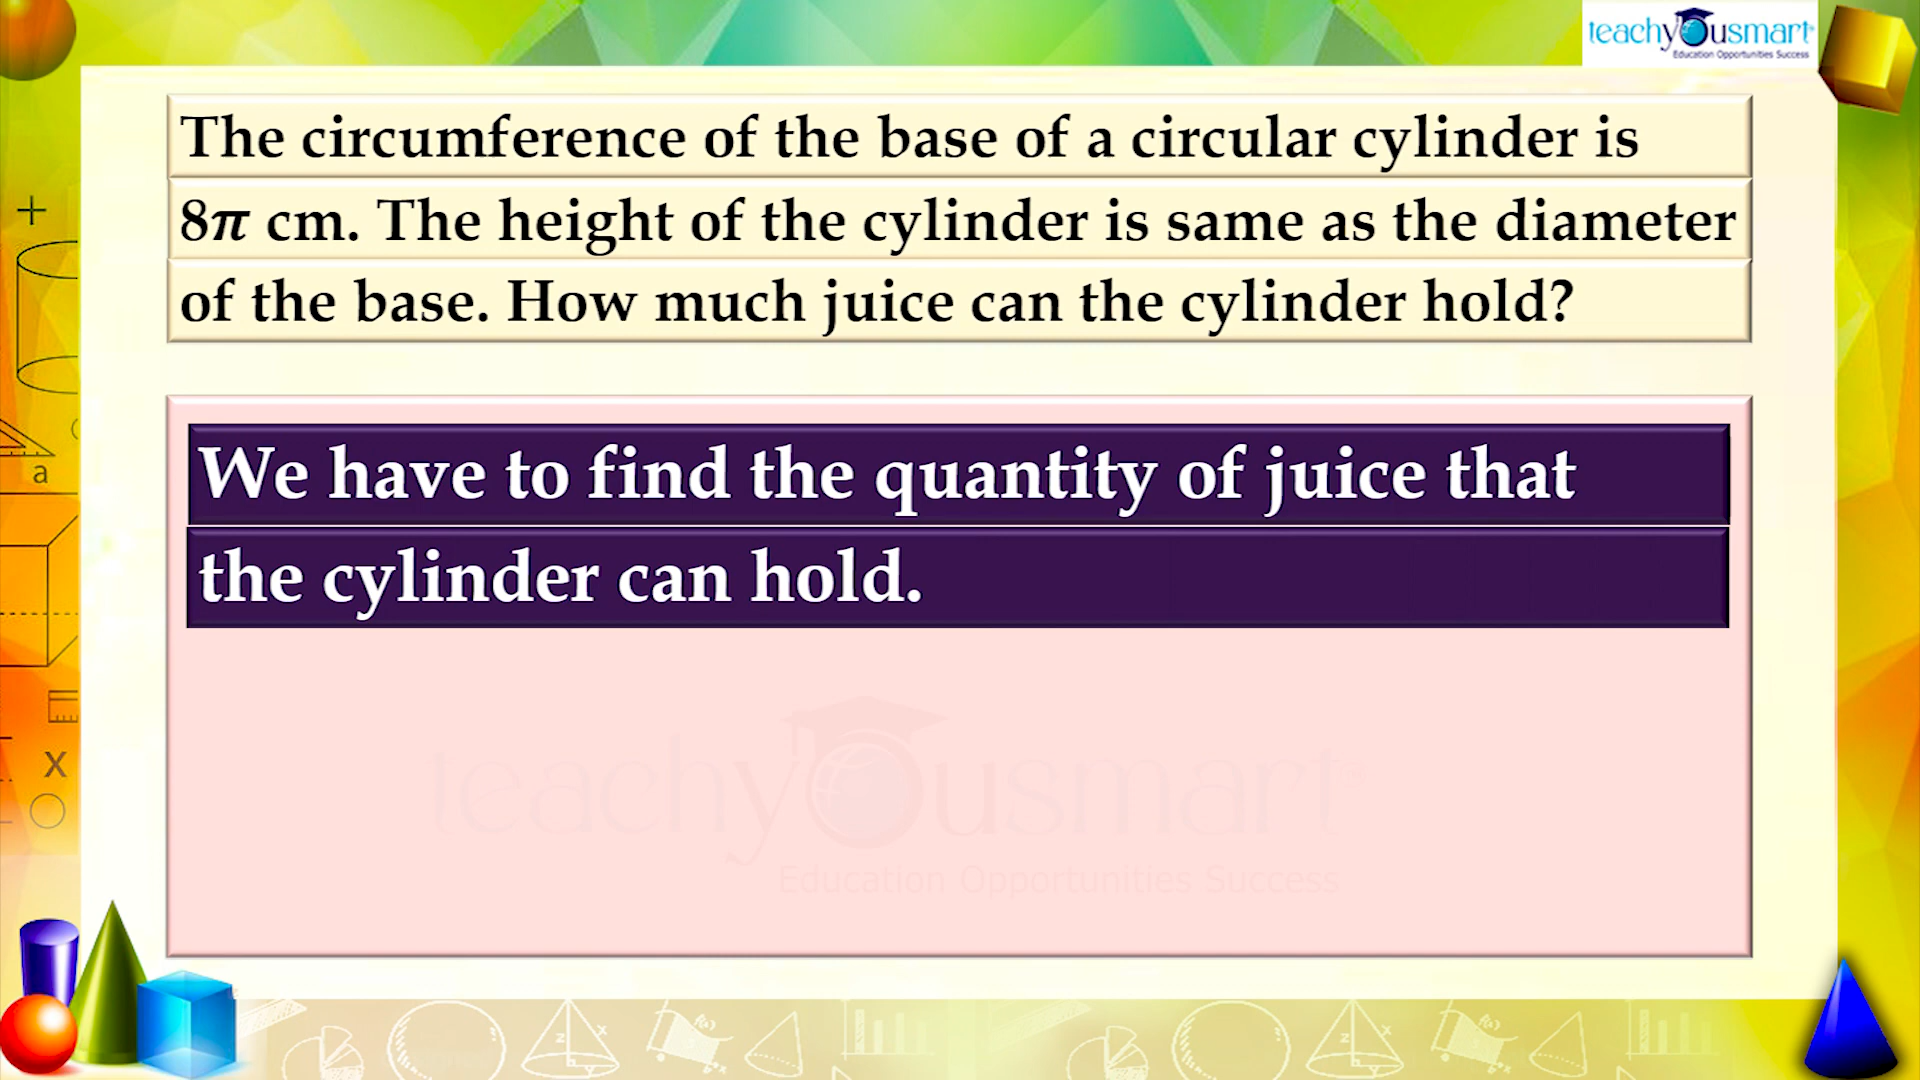 teachyousmart
Education Opportunities Success
The circumference of the base of a circular cylinder is
8π cm. The height of the cylinder is same as the diameter
of the base. How much juice can the cylinder hold?
We have to find the quantity of juice that
the cylinder can hold.
teachyousmart®
Education Opportunities Success
+
a
x
z
x
f(x)
x
z
x
f(x)
x